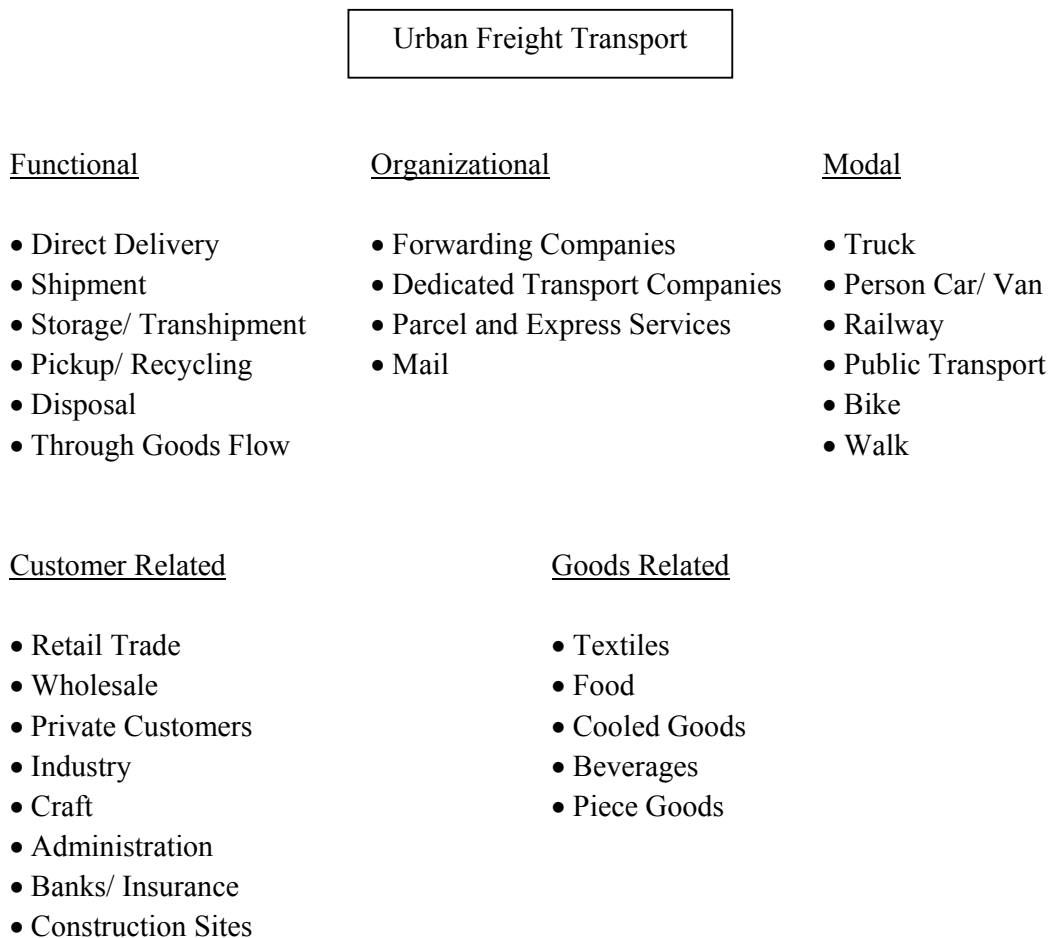 Urban Freight Transport
Functional
• Direct Delivery
• Shipment
• Storage/ Transhipment
• Pickup/ Recycling
• Disposal
• Through Goods Flow
Organizational
• Forwarding Companies
• Dedicated Transport Companies
• Parcel and Express Services
• Mail
Modal
• Truck
• Person Car/ Van
• Railway
• Public Transport
• Bike
• Walk
Customer Related
• Retail Trade
• Wholesale
• Private Customers
• Industry
• Craft
• Administration
• Banks/ Insurance
• Construction Sites
Goods Related
• Textiles
• Food
• Cooled Goods
• Beverages
• Piece Goods